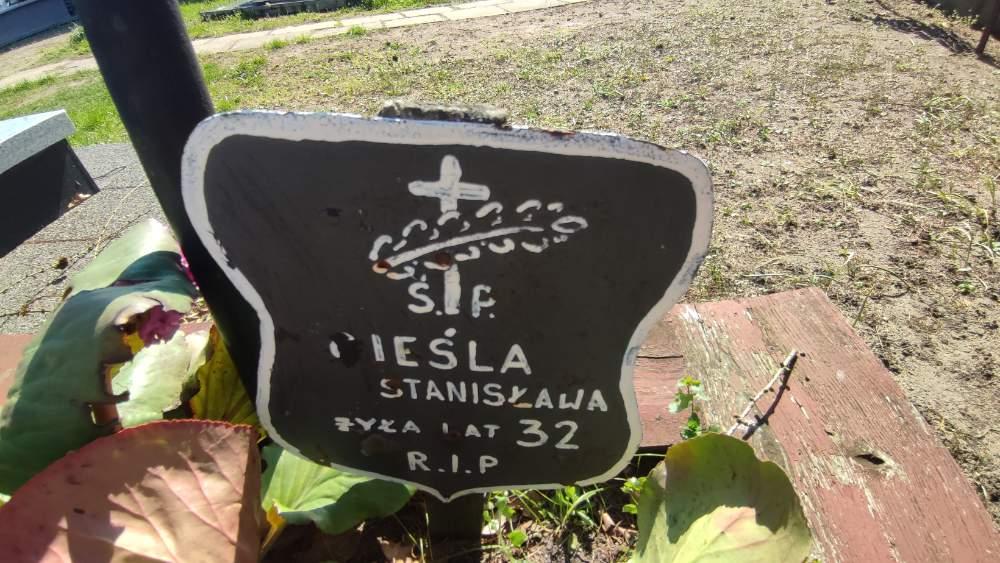 Ś.P.
CIEŚLA
STANISŁAWA
ŻYŁA LAT 32
R.I.P